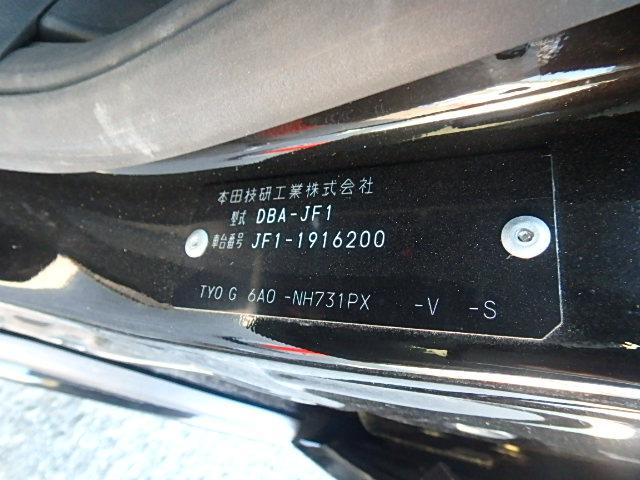 本田技研工業株式会社
型式 DBA-JF1
車台番号 JF1-1916200
TYO G 6AO -NH731PX -V -S